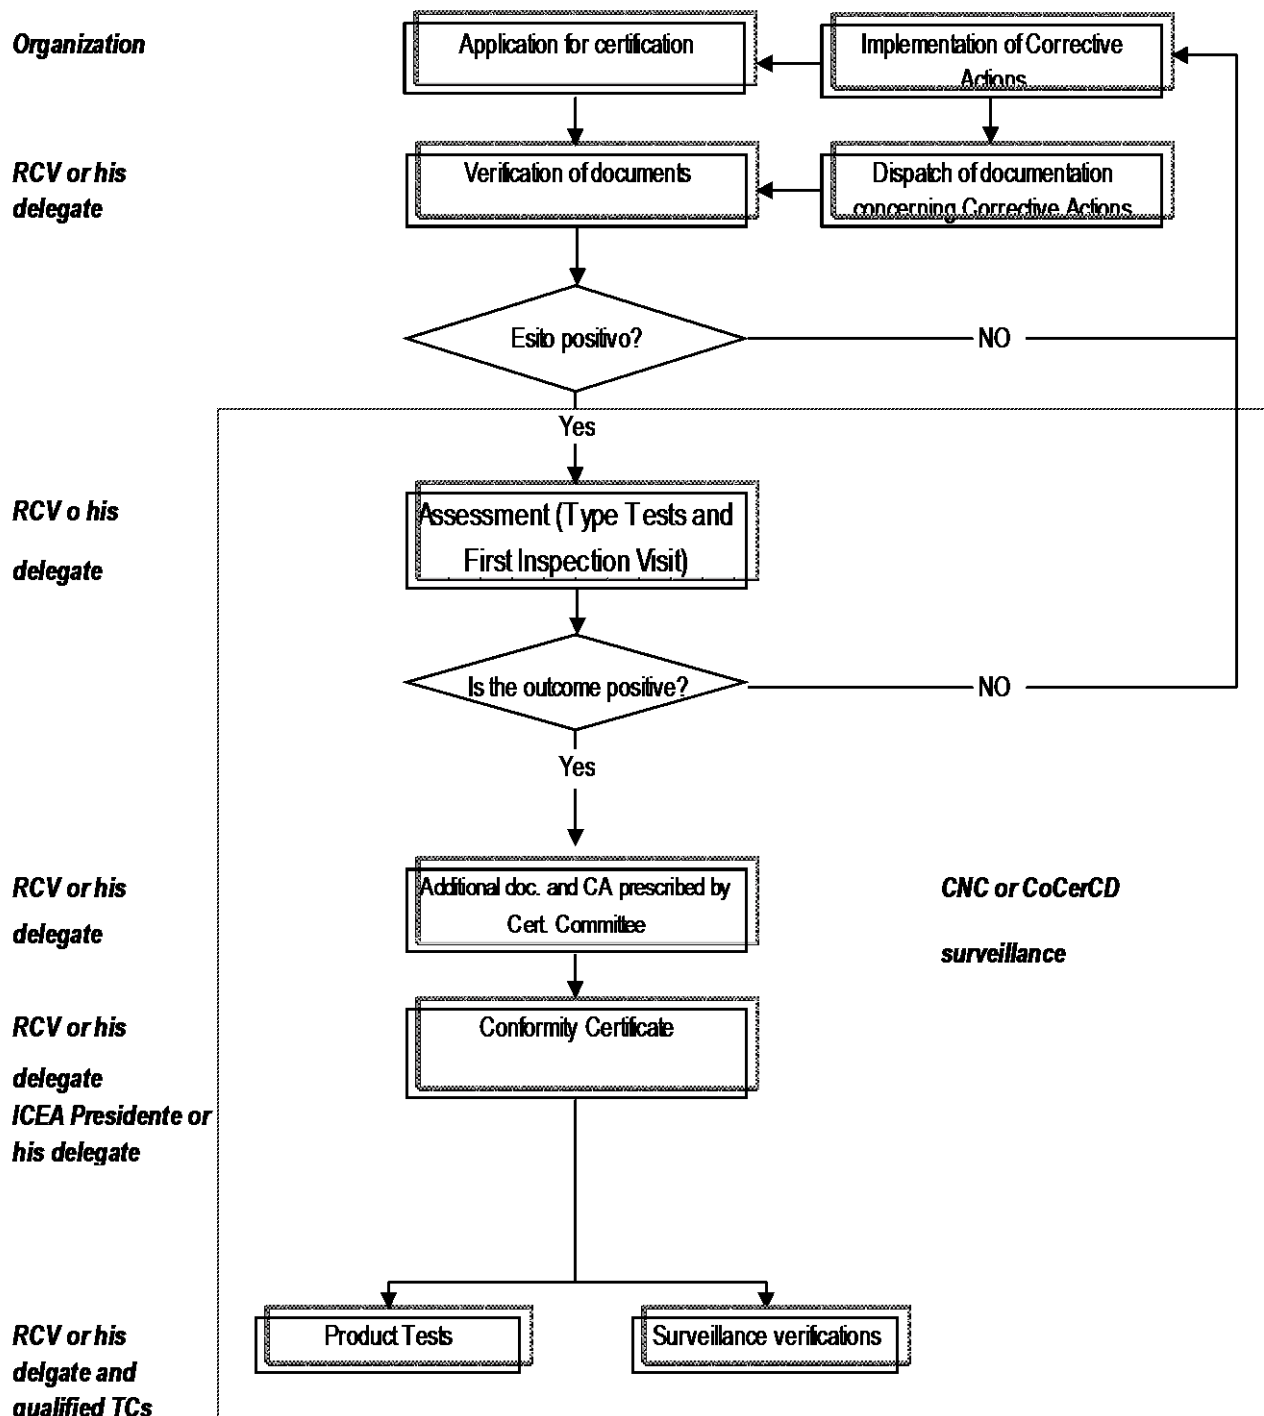 Organization
Application for certification
Implementation of Corrective
Actions
RCV or his
delegate
Verification of documents
Dispatch of documentation
concerning Corrective Actions
Esito positivo?
NO
Yes
RCV o his
delegate
Assessment (Type Tests and
First Inspection Visit)
Is the outcome positive?
NO
Yes
RCV or his
delegate
Additional doc. and CA prescribed by
Cert. Committee
CNC or CoCerCD
surveillance
RCV or his
delegate
ICEA Presidente or
his delegate
Conformity Certificate
RCV or his
delgate and
qualified TCs
Product Tests
Surveillance verifications